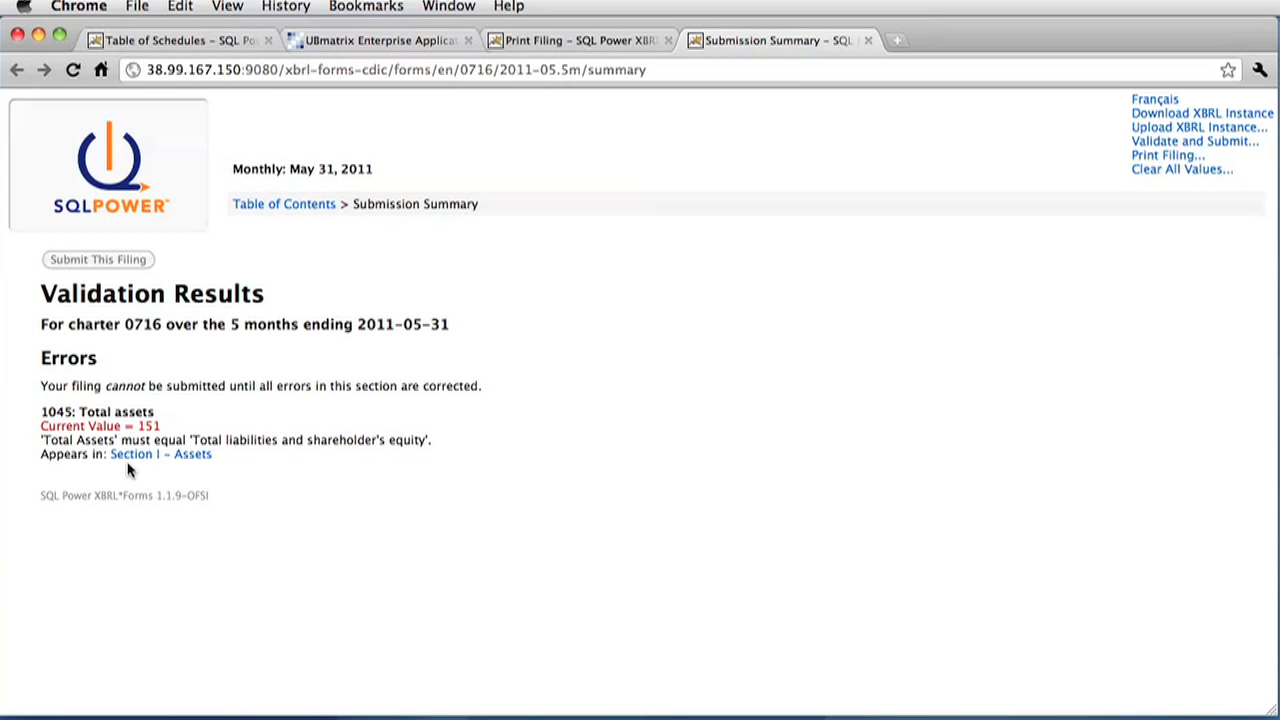 Chrome File Edit View History Bookmarks Window Help
Table of Schedules – SQL Po UBmatrix Enterprise Applicat Print Filing – SQL Power XBRL Submission Summary – SQL
38.99.167.150:9080/xbrl-forms-cdic/forms/en/0716/2011-05.5m/summary
Français
Download XBRL Instance
Upload XBRL Instance...
Validate and Submit...
Print Filing...
Clear All Values...
SQLPOWER™
Monthly: May 31, 2011
Table of Contents > Submission Summary
Submit This Filing
Validation Results
For charter 0716 over the 5 months ending 2011-05-31
Errors
Your filing cannot be submitted until all errors in this section are corrected.
1045: Total assets
Current Value = 151
'Total Assets' must equal 'Total liabilities and shareholder's equity'.
Appears in: Section I – Assets
SQL Power XBRL*Forms 1.1.9-OFSI